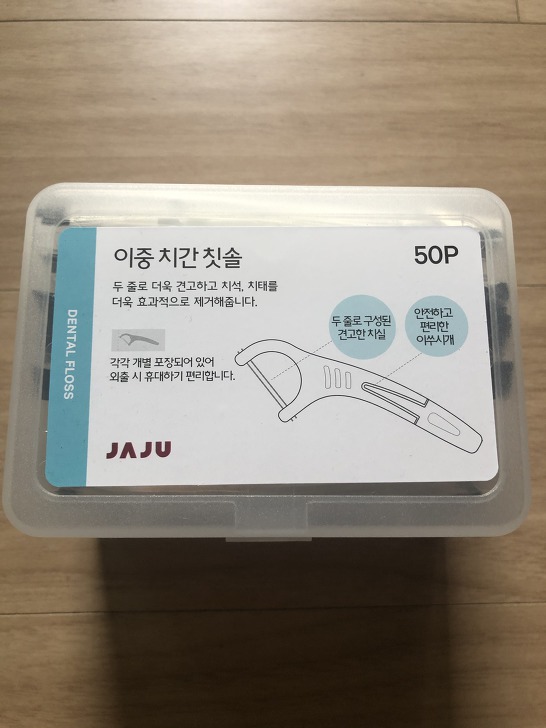 이중 치간 칫솔
50P
두 줄로 더욱 견고하고 치석, 치태를
더욱 효과적으로 제거해줍니다.
두 줄로 구성된
견고한 치실
안전하고
편리한
이쑤시개
각각 개별 포장되어 있어
외출 시 휴대하기 편리합니다.
DENTAL FLOSS
JAJU